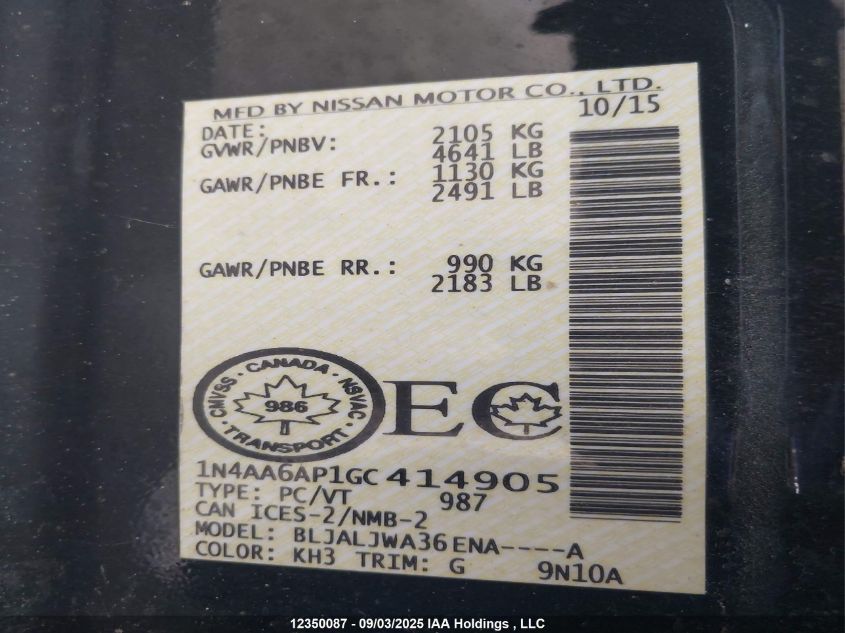 MFD BY NISSAN MOTOR CO., LTD.
DATE: 10/15
GVWR/PNBV: 2105 KG
4641 LB
GAWR/PNBE FR.: 1130 KG
2491 LB
GAWR/PNBE RR.: 990 KG
2183 LB
CMVSS · CANADA · NSVAC · TRANSPORT ·
986
EC
1N4AA6AP1GC414905
TYPE: PC/VT 987
CAN ICES-2/NMB-2
MODEL: BLJALJWA36ENA----A
COLOR: KH3 TRIM: G 9N10A
12350087 - 09/03/2025 IAA Holdings , LLC